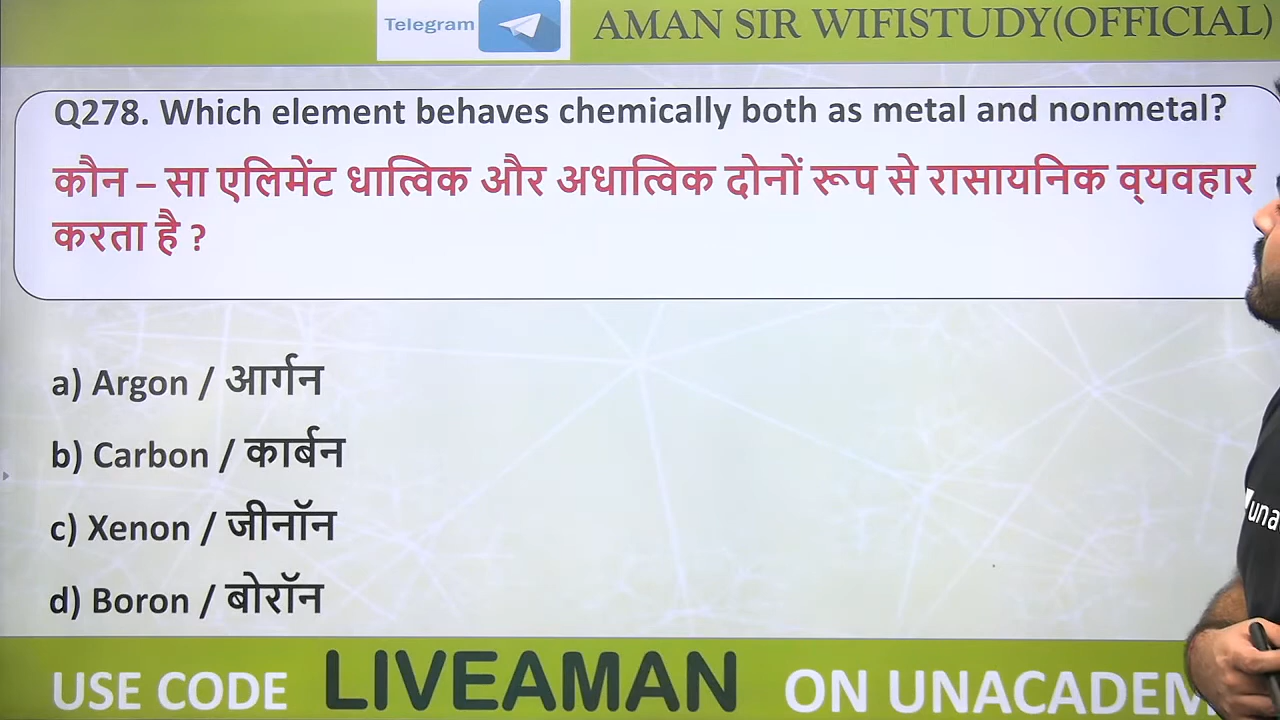 Telegram
AMAN SIR WIFISTUDY(OFFICIAL)
Q278. Which element behaves chemically both as metal and nonmetal?
कौन – सा एलिमेंट धात्विक और अधात्विक दोनों रूप से रासायनिक व्‌यवहार
करता है ?
a) Argon / आर्गन
b) Carbon / कार्बन
c) Xenon / जीनॉन
d) Boron / बोरॉन
una
USE CODE LIVEAMAN ON UNACADEM